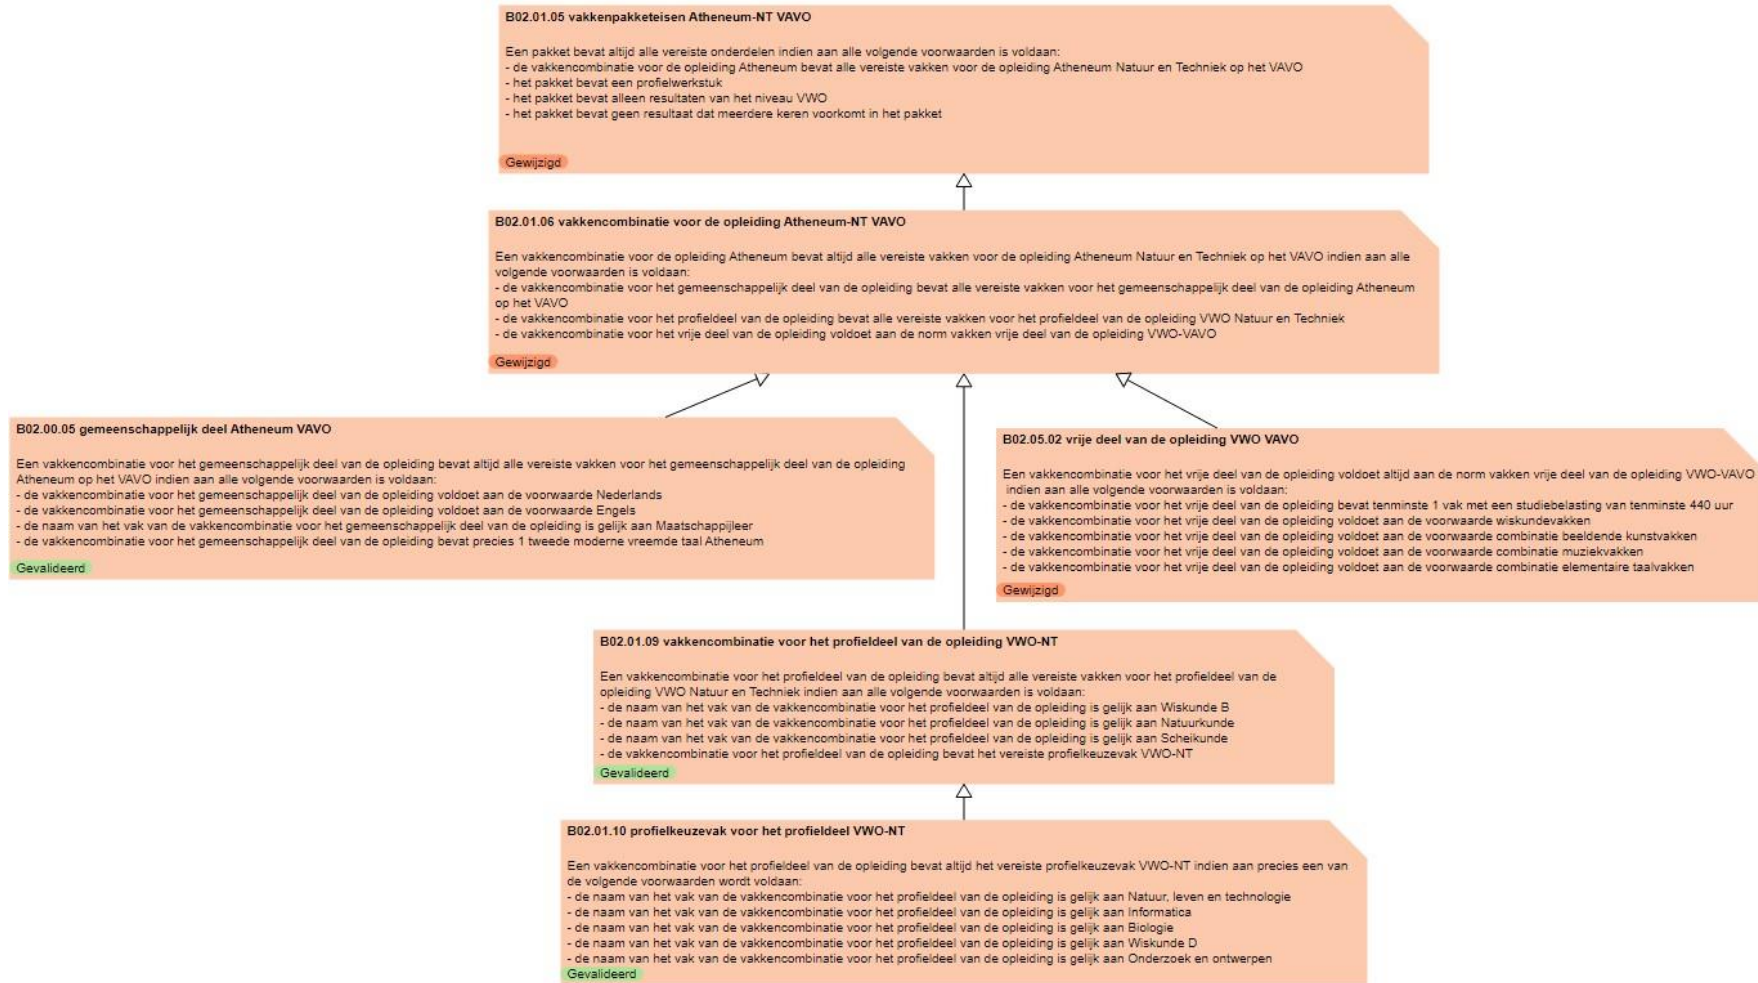 B02.01.05 vakkenpakketeisen Atheneum-NT VAVO
Een pakket bevat altijd alle vereiste onderdelen indien aan alle volgende voorwaarden is voldaan:
- de vakkencombinatie voor de opleiding Atheneum bevat alle vereiste vakken voor de opleiding Atheneum Natuur en Techniek op het VAVO
- het pakket bevat een profielwerkstuk
- het pakket bevat alleen resultaten van het niveau VWO
- het pakket bevat geen resultaat dat meerdere keren voorkomt in het pakket
Gewijzigd
B02.01.06 vakkencombinatie voor de opleiding Atheneum-NT VAVO
Een vakkencombinatie voor de opleiding Atheneum bevat altijd alle vereiste vakken voor de opleiding Atheneum Natuur en Techniek op het VAVO indien aan alle
volgende voorwaarden is voldaan:
- de vakkencombinatie voor het gemeenschappelijk deel van de opleiding bevat alle vereiste vakken voor het gemeenschappelijk deel van de opleiding Atheneum
op het VAVO
- de vakkencombinatie voor het profieldeel van de opleiding bevat alle vereiste vakken voor het profieldeel van de opleiding VWO Natuur en Techniek
- de vakkencombinatie voor het vrije deel van de opleiding voldoet aan de norm vakken vrije deel van de opleiding VWO-VAVO
Gewijzigd
B02.00.05 gemeenschappelijk deel Atheneum VAVO
Een vakkencombinatie voor het gemeenschappelijk deel van de opleiding bevat altijd alle vereiste vakken voor het gemeenschappelijk deel van de opleiding
Atheneum op het VAVO indien aan alle volgende voorwaarden is voldaan:
- de vakkencombinatie voor het gemeenschappelijk deel van de opleiding voldoet aan de voorwaarde Nederlands
- de vakkencombinatie voor het gemeenschappelijk deel van de opleiding voldoet aan de voorwaarde Engels
- de naam van het vak van de vakkencombinatie voor het gemeenschappelijk deel van de opleiding is gelijk aan Maatschappijleer
- de vakkencombinatie voor het gemeenschappelijk deel van de opleiding bevat precies 1 tweede moderne vreemde taal Atheneum
Gevalideerd
B02.05.02 vrije deel van de opleiding VWO VAVO
Een vakkencombinatie voor het vrije deel van de opleiding voldoet altijd aan de norm vakken vrije deel van de opleiding VWO-VAVO
indien aan alle volgende voorwaarden is voldaan:
- de vakkencombinatie voor het vrije deel van de opleiding bevat tenminste 1 vak met een studiebelasting van tenminste 440 uur
- de vakkencombinatie voor het vrije deel van de opleiding voldoet aan de voorwaarde wiskundevakken
- de vakkencombinatie voor het vrije deel van de opleiding voldoet aan de voorwaarde combinatie beeldende kunstvakken
- de vakkencombinatie voor het vrije deel van de opleiding voldoet aan de voorwaarde combinatie muziekvakken
- de vakkencombinatie voor het vrije deel van de opleiding voldoet aan de voorwaarde combinatie elementaire taalvakken
Gewijzigd
B02.01.09 vakkencombinatie voor het profieldeel van de opleiding VWO-NT
Een vakkencombinatie voor het profieldeel van de opleiding bevat altijd alle vereiste vakken voor het profieldeel van de
opleiding VWO Natuur en Techniek indien aan alle volgende voorwaarden is voldaan:
- de naam van het vak van de vakkencombinatie voor het profieldeel van de opleiding is gelijk aan Wiskunde B
- de naam van het vak van de vakkencombinatie voor het profieldeel van de opleiding is gelijk aan Natuurkunde
- de naam van het vak van de vakkencombinatie voor het profieldeel van de opleiding is gelijk aan Scheikunde
- de vakkencombinatie voor het profieldeel van de opleiding bevat het vereiste profielkeuzevak VWO-NT
Gevalideerd
B02.01.10 profielkeuzevak voor het profieldeel VWO-NT
Een vakkencombinatie voor het profieldeel van de opleiding bevat altijd het vereiste profielkeuzevak VWO-NT indien aan precies een van
de volgende voorwaarden wordt voldaan:
- de naam van het vak van de vakkencombinatie voor het profieldeel van de opleiding is gelijk aan Natuur, leven en technologie
- de naam van het vak van de vakkencombinatie voor het profieldeel van de opleiding is gelijk aan Informatica
- de naam van het vak van de vakkencombinatie voor het profieldeel van de opleiding is gelijk aan Biologie
- de naam van het vak van de vakkencombinatie voor het profieldeel van de opleiding is gelijk aan Wiskunde D
- de naam van het vak van de vakkencombinatie voor het profieldeel van de opleiding is gelijk aan Onderzoek en ontwerpen
Gevalideerd